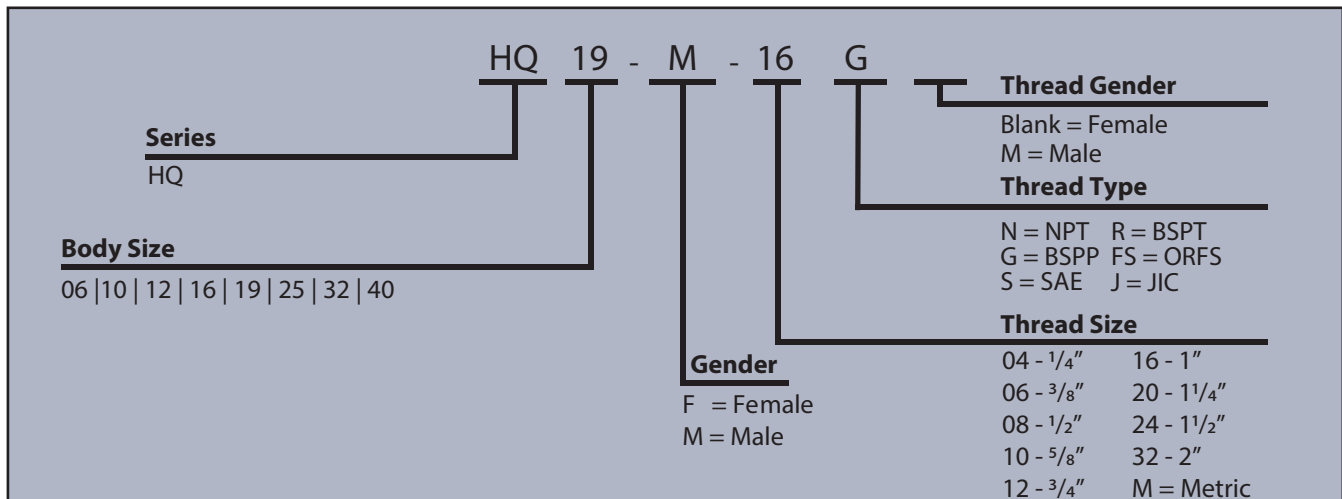 HQ 19 - M - 16 G
Series
HQ
Body Size
06 |10 | 12 | 16 | 19 | 25 | 32 | 40
Gender
F = Female
M = Male
Thread Gender
Blank = Female
M = Male
Thread Type
N = NPT R = BSPT
G = BSPP FS = ORFS
S = SAE J = JIC
Thread Size
04 - 1/4” 16 - 1”
06 - 3/8” 20 - 11/4”
08 - 1/2” 24 - 11/2”
10 - 5/8” 32 - 2”
12 - 3/4” M = Metric